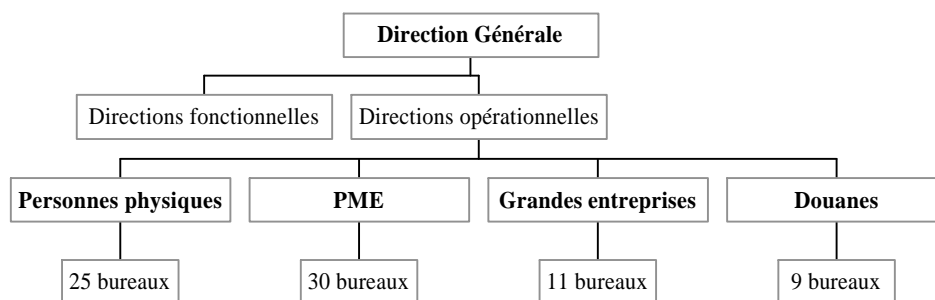 Direction Générale
Directions fonctionnelles
Directions opérationnelles
Personnes physiques
PME
Grandes entreprises
Douanes
25 bureaux
30 bureaux
11 bureaux
9 bureaux